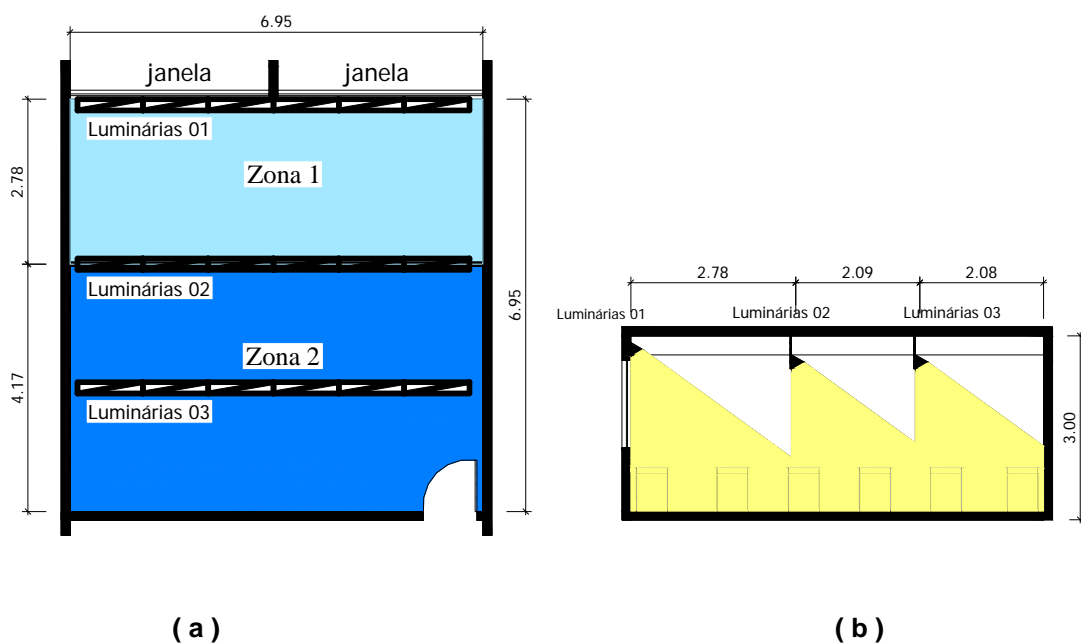 6.95
janela janela
Luminárias 01
Zona 1
2.78
Luminárias 02
6.95
Zona 2
4.17
Luminárias 03
2.78 2.09 2.08
Luminárias 01 Luminárias 02 Luminárias 03
3.00
( a ) ( b )